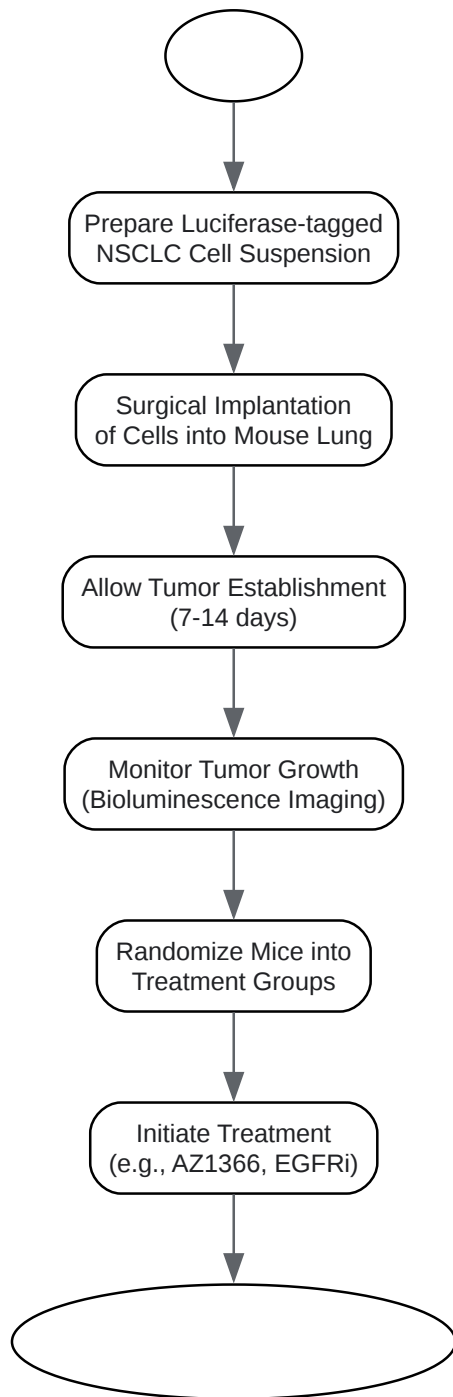 Prepare Luciferase-tagged
NSCLC Cell Suspension
Surgical Implantation
of Cells into Mouse Lung
Allow Tumor Establishment
(7-14 days)
Monitor Tumor Growth
(Bioluminescence Imaging)
Randomize Mice into
Treatment Groups
Initiate Treatment
(e.g., AZ1366, EGFRi)